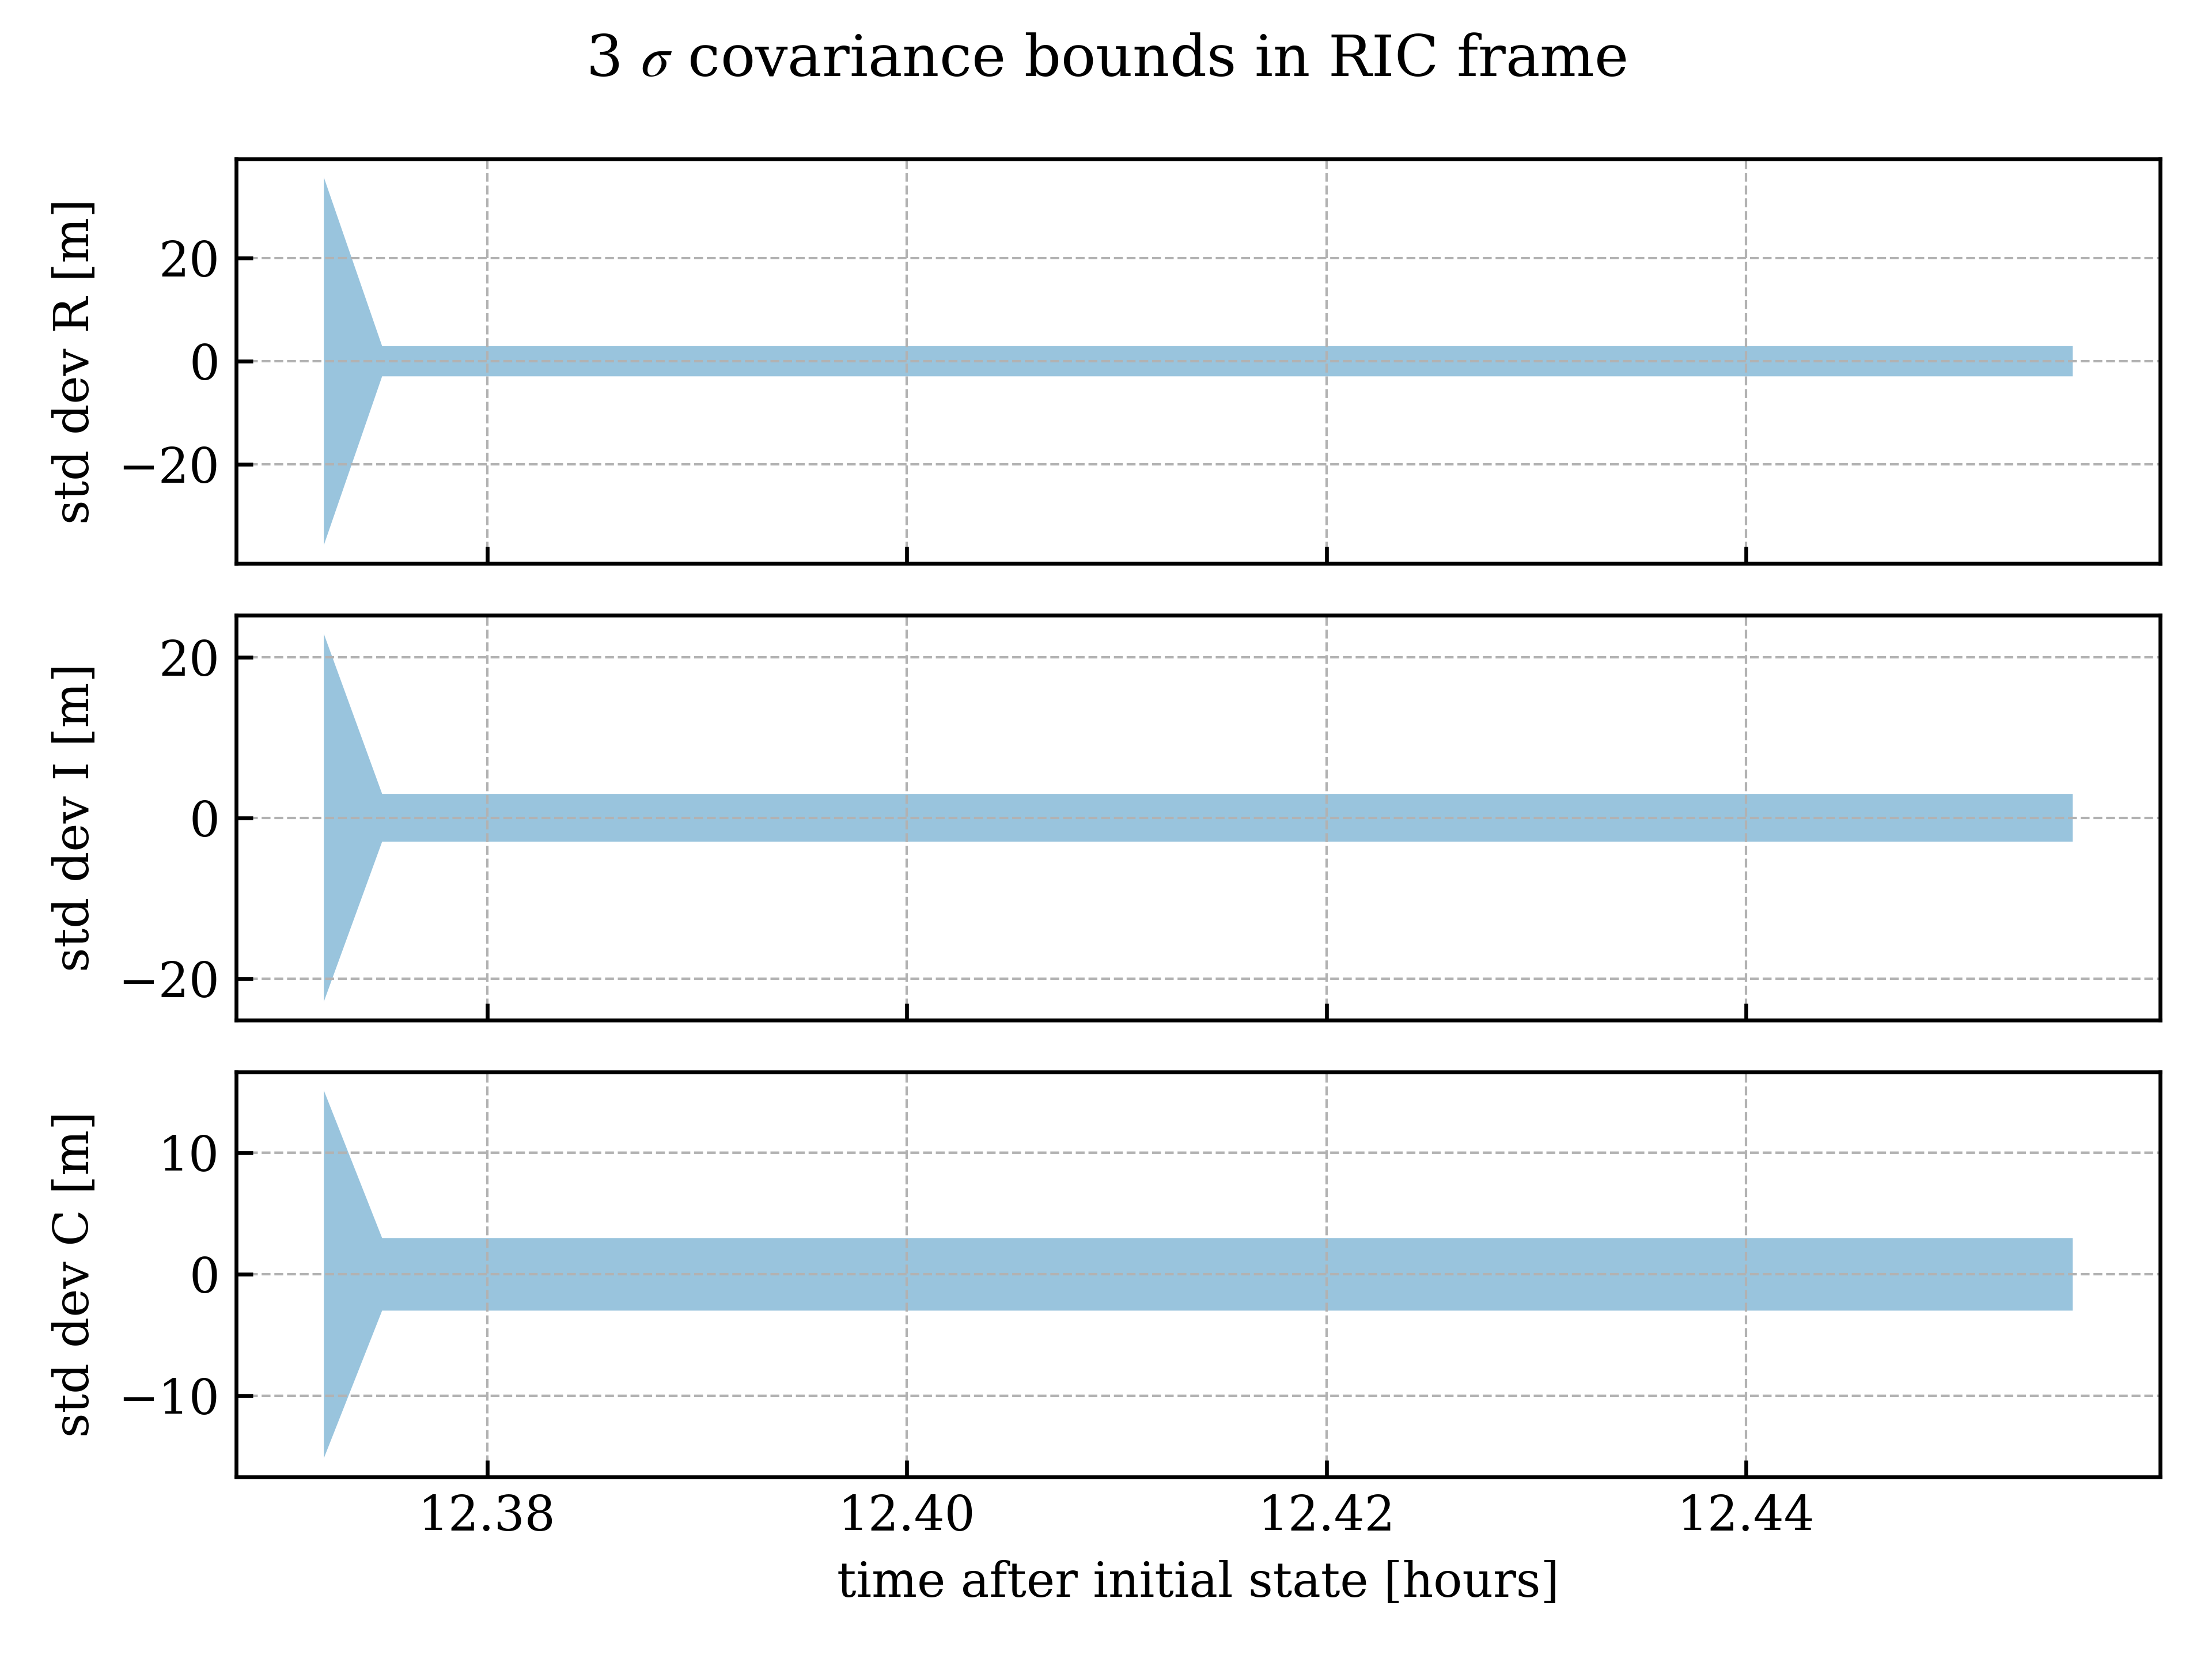 3 σ covariance bounds in RIC frame
std dev R [m]
20
0
−20
std dev I [m]
20
0
−20
std dev C [m]
10
0
−10
12.38 12.40 12.42 12.44
time after initial state [hours]